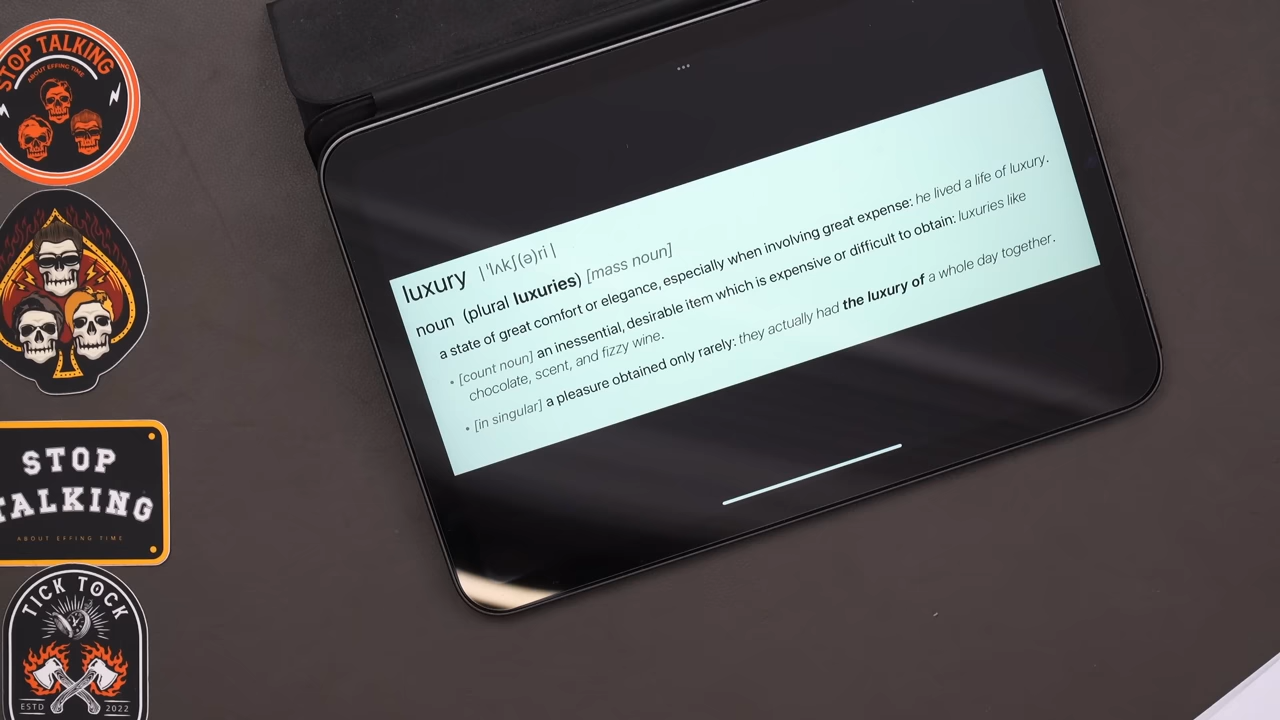 STOP TALKING
ABOUT EFFING TIME
STOP
TALKING
ABOUT EFFING TIME
TICK TOCK
ESTD 2022
luxury |ˈlʌkʃ(ə)ri|
noun (plural luxuries) [mass noun]
a state of great comfort or elegance, especially when involving great expense: he lived a life of luxury.
• [count noun] an inessential, desirable item which is expensive or difficult to obtain: luxuries like
chocolate, scent, and fizzy wine.
• [in singular] a pleasure obtained only rarely: they actually had the luxury of a whole day together.